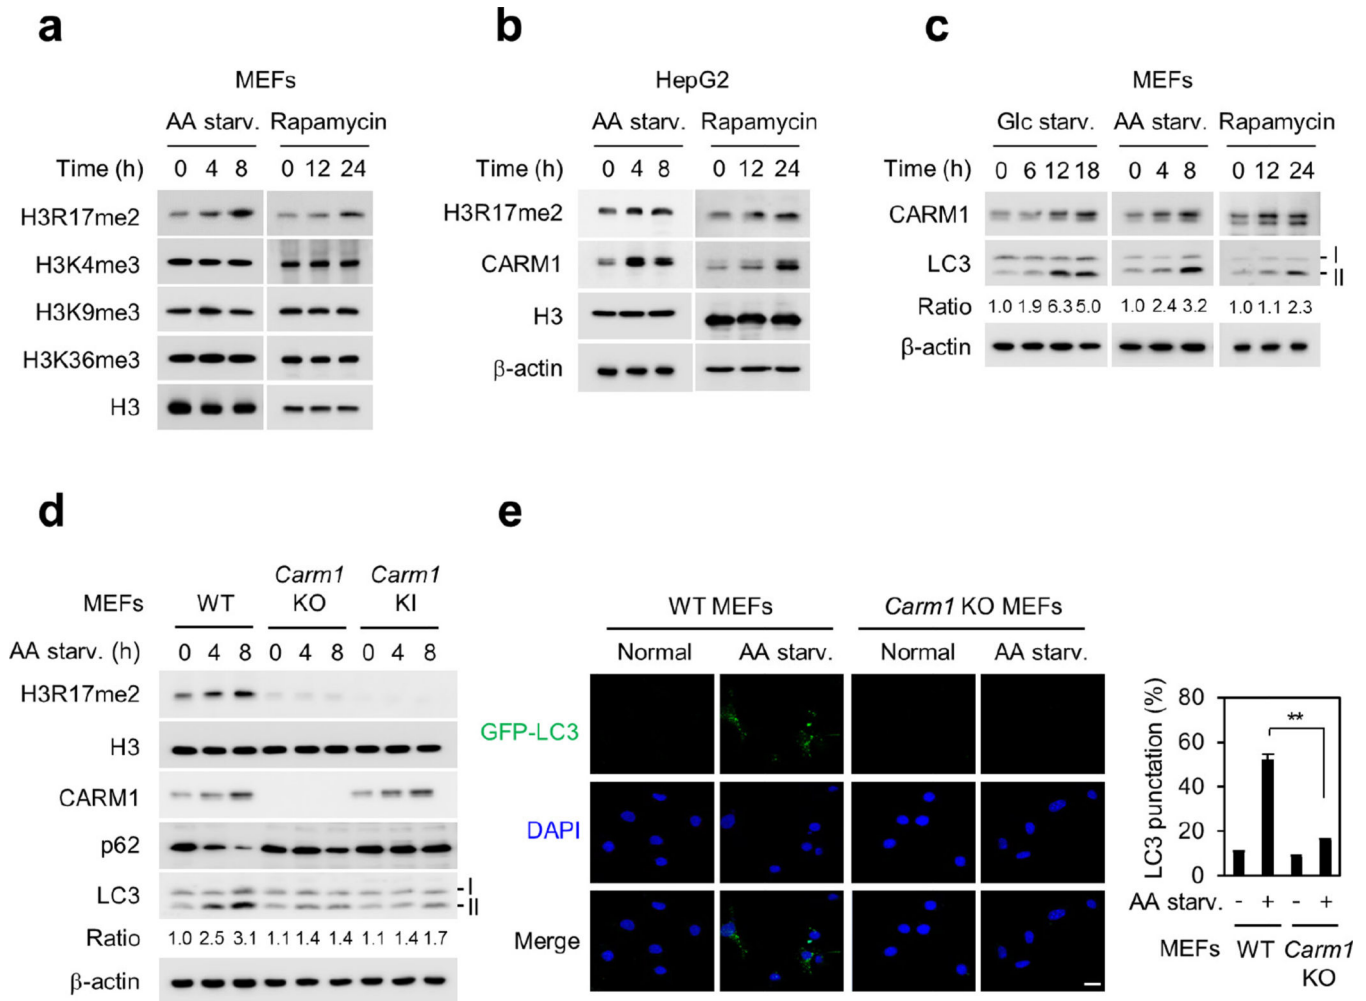 a
MEFs
AA starv. Rapamycin
Time (h) 0 4 8 0 12 24
H3R17me2
H3K4me3
H3K9me3
H3K36me3
H3
b
HepG2
AA starv. Rapamycin
Time (h) 0 4 8 0 12 24
H3R17me2
CARM1
H3
β-actin
c
MEFs
Glc starv. AA starv. Rapamycin
Time (h) 0 6 12 18 0 4 8 0 12 24
CARM1
LC3
I
II
Ratio 1.0 1.9 6.3 5.0 1.0 2.4 3.2 1.0 1.1 2.3
β-actin
d
Carm1 Carm1
MEFs WT KO KI
AA starv. (h) 0 4 8 0 4 8 0 4 8
H3R17me2
H3
CARM1
p62
LC3
I
II
Ratio 1.0 2.5 3.1 1.1 1.4 1.4 1.1 1.4 1.7
β-actin
e
WT MEFs Carm1 KO MEFs
Normal AA starv. Normal AA starv.
GFP-LC3
DAPI
Merge
LC3 punctation (%)
80
60
40
20
0
**
AA starv. - + - +
MEFs WT Carm1
KO